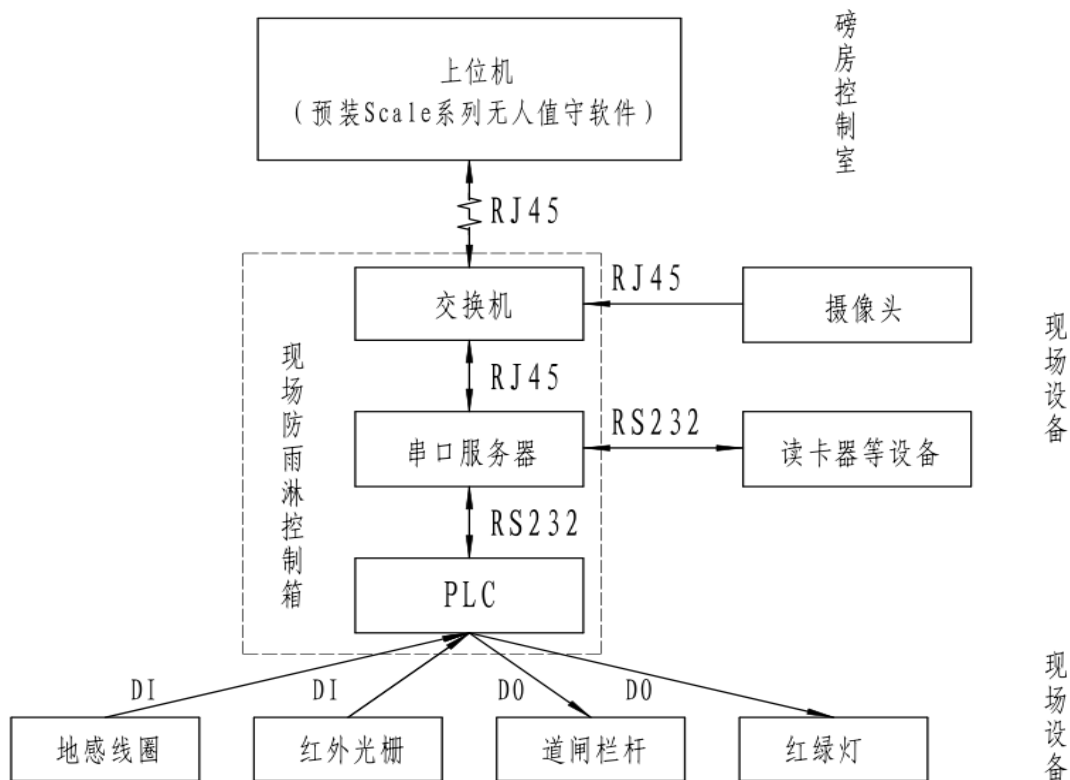 上位机
（预装Scale系列无人值守软件）
磅房控制室
RJ45
交换机
RJ45
摄像头
现场设备
现场防雨淋控制箱
RJ45
串口服务器
RS232
读卡器等设备
RS232
PLC
DI
DI
DO
DO
现场设备
地感线圈
红外光栅
道闸栏杆
红绿灯